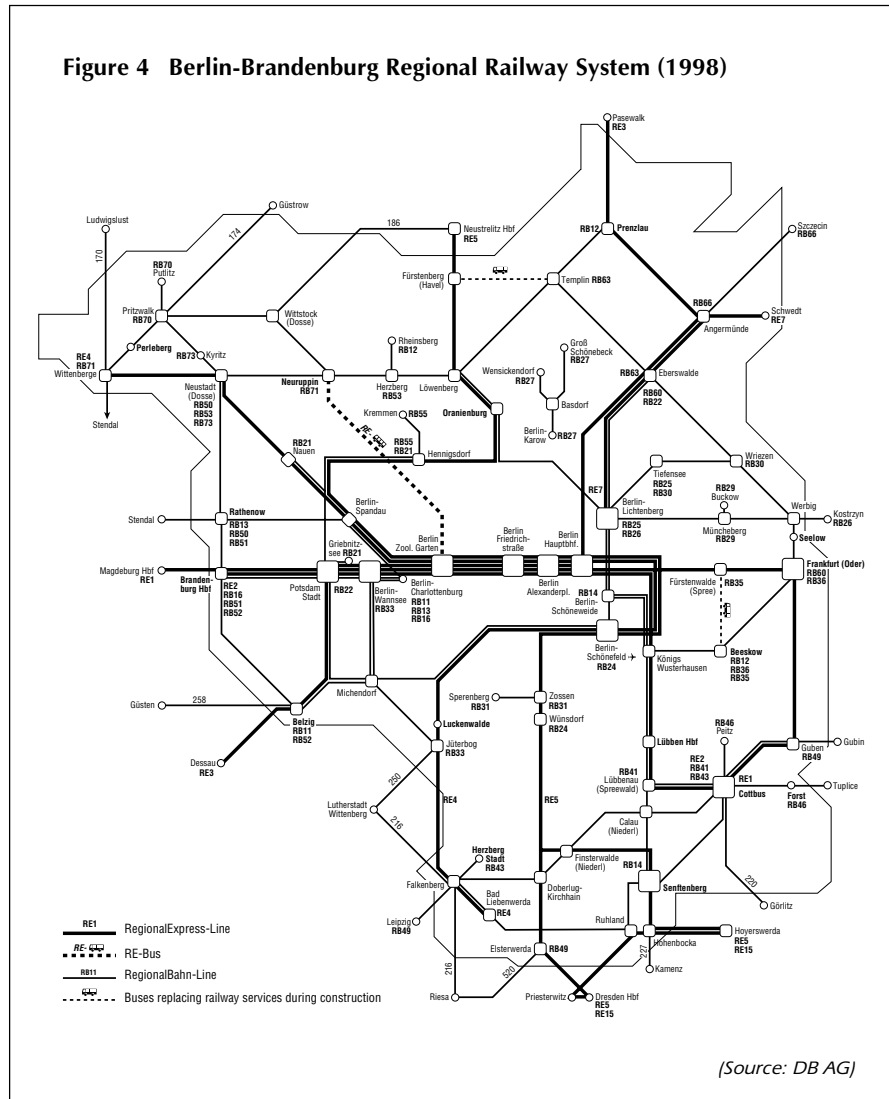 Figure 4 Berlin-Brandenburg Regional Railway System (1998)
Pasewalk
RE3
Güstrow
Ludwigslust
186
Neustrelitz Hbf
RE5
RB12
Prenzlau
Szczecin
RB66
170
174
RB70
Putlitz
Fürstenberg
(Havel)
Templin RB63
Pritzwalk
RB70
Wittstock
(Dosse)
RB66
Angermünde
Schwedt
RE7
Rheinsberg
RB12
Groß
Schönebeck
RB27
Perleberg
RB73
Kyritz
Wensickendorf
RB27
RE4
RB71
Wittenberge
Neustadt
(Dosse)
RB50
RB53
RB73
Neuruppin
RB71
Herzberg
RB53
Löwenberg
RB63
Eberswalde
RB60
RB22
Basdorf
Stendal
Kremmen
RB55
Oranienburg
Berlin-
Karow
RB27
RE-
RB55
RB21
Hennigsdorf
RB21
Nauen
Tiefensee
RB25
RB30
Wriezen
RB30
RE7
Berlin-
Lichtenberg
RB25
RB26
RB29
Buckow
Müncheberg
RB29
Werbig
Kostrzyn
RB26
Seelow
Stendal
Rathenow
RB13
RB50
RB51
Berlin-
Spandau
Griebnitz-
see RB21
Berlin
Zool. Garten
Berlin
Friedrich-
straße
Berlin
Hauptbhf.
Magdeburg Hbf
RE1
Branden-
burg Hbf
RE2
RB16
RB51
RB52
Potsdam
Stadt
RB22
Berlin-
Wannsee
RB33
Berlin-
Charlottenburg
RB11
RB13
RB16
Berlin
Alexanderpl.
RB14
Berlin-
Schöneweide
Fürstenwalde
(Spree)
RB35
Frankfurt (Oder)
RB60
RB36
Berlin-
Schönefeld
RB24
Königs
Wusterhausen
Beeskow
RB12
RB36
RB35
Michendorf
Güsten
258
Belzig
RB11
RB52
Sperenberg
RB31
Zossen
RB31
Wünsdorf
RB24
Dessau
RE3
Luckenwalde
Jüterbog
RB33
Lübben Hbf
RB46
Peitz
Guben
RB49
Gubin
250
RE4
RE5
RB41
Lübbenau
(Spreewald)
RE2
RB41
RB43
RE1
Cottbus
Forst
RB46
Tuplice
Lutherstadt
Wittenberg
216
Calau
(Niederl)
Herzberg
Stadt
RB43
Finsterwalde
(Niederl)
RB14
Senftenberg
220
Görlitz
Falkenberg
Bad
Liebenwerda
RE4
Doberlug-
Kirchhain
Leipzig
RB49
Ruhland
Hohenbocka
Hoyerswerda
RE5
RE15
Elsterwerda
RB49
227
Kamenz
216
520
Riesa
Priesterwitz
Dresden Hbf
RE5
RE15
RE1 RegionalExpress-Line
RE- RE-Bus
RB11 RegionalBahn-Line
Buses replacing railway services during construction
(Source: DB AG)